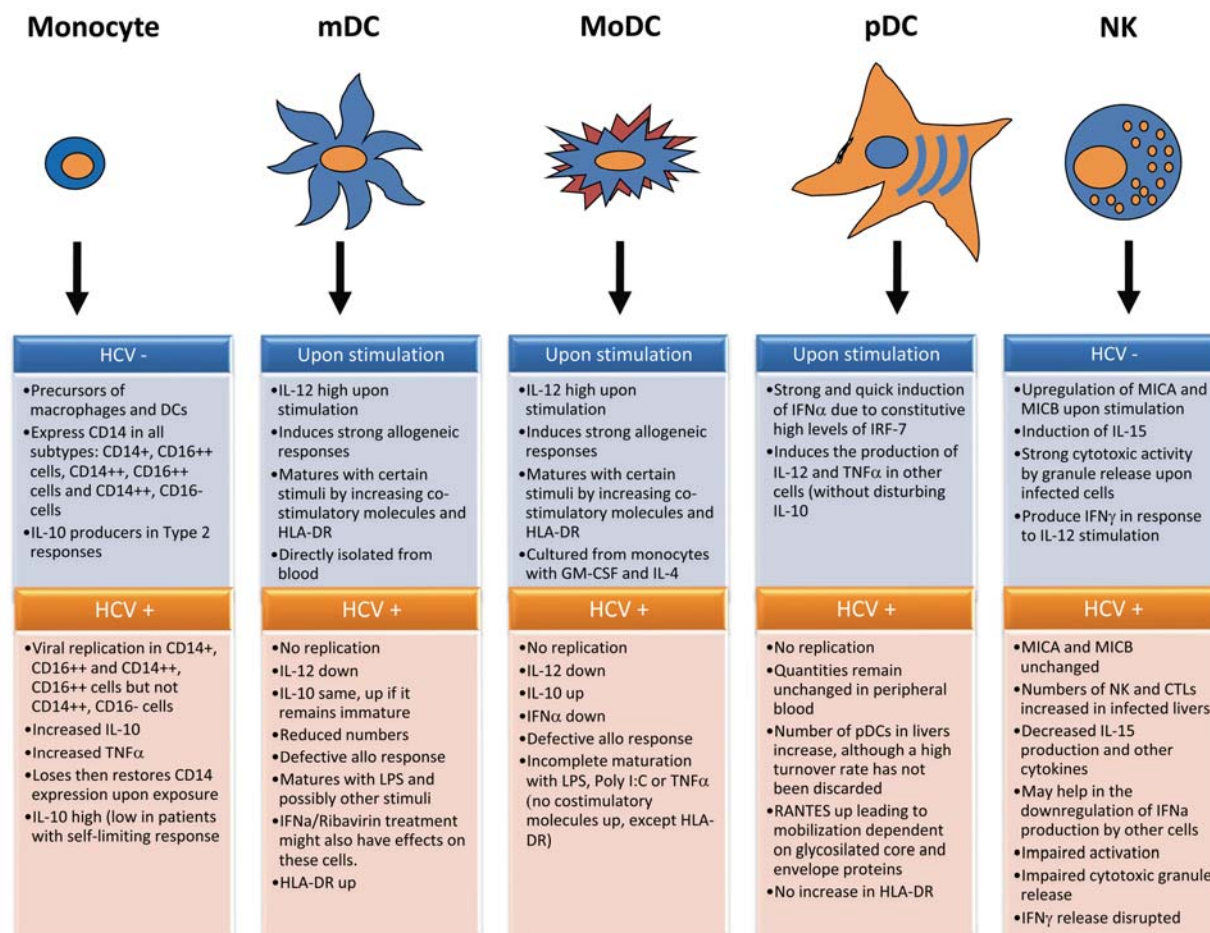 Monocyte
mDC
MoDC
pDC
NK
HCV -
•Precursors of
macrophages and DCs
•Express CD14 in all
subtypes: CD14+, CD16++
cells, CD14++, CD16++
cells and CD14++, CD16-
cells
•IL-10 producers in Type 2
responses
HCV +
•Viral replication in CD14+,
CD16++ and CD14++,
CD16++ cells but not
CD14++, CD16- cells
•Increased IL-10
•Increased TNFα
•Loses then restores CD14
expression upon exposure
•IL-10 high (low in patients
with self-limiting response
Upon stimulation
•IL-12 high upon
stimulation
•Induces strong allogeneic
responses
•Matures with certain
stimuli by increasing co-
stimulatory molecules and
HLA-DR
•Directly isolated from
blood
HCV +
•No replication
•IL-12 down
•IL-10 same, up if it
remains immature
•Reduced numbers
•Defective allo response
•Matures with LPS and
possibly other stimuli
•IFNa/Ribavirin treatment
might also have effects on
these cells.
•HLA-DR up
Upon stimulation
•IL-12 high upon
stimulation
•Induces strong allogeneic
responses
•Matures with certain
stimuli by increasing co-
stimulatory molecules and
HLA-DR
•Cultured from monocytes
with GM-CSF and IL-4
HCV +
•No replication
•IL-12 down
•IL-10 up
•IFNα down
•Defective allo response
•Incomplete maturation
with LPS, Poly I:C or TNFα
(no costimulatory
molecules up, except HLA-
DR)
Upon stimulation
•Strong and quick induction
of IFNα due to constitutive
high levels of IRF-7
•Induces the production of
IL-12 and TNFα in other
cells (without disturbing
IL-10
HCV +
•No replication
•Quantities remain
unchanged in peripheral
blood
•Number of pDCs in livers
increase, although a high
turnover rate has not
been discarded
•RANTES up leading to
mobilization dependent
on glycosilated core and
envelope proteins
•No increase in HLA-DR
HCV -
•Upregulation of MICA and
MICB upon stimulation
•Induction of IL-15
•Strong cytotoxic activity
by granule release upon
infected cells
•Produce IFNγ in response
to IL-12 stimulation
HCV +
•MICA and MICB
unchanged
•Numbers of NK and CTLs
increased in infected livers
•Decreased IL-15
production and other
cytokines
•May help in the
downregulation of IFNa
production by other cells
•Impaired activation
•Impaired cytotoxic granule
release
•IFNγ release disrupted